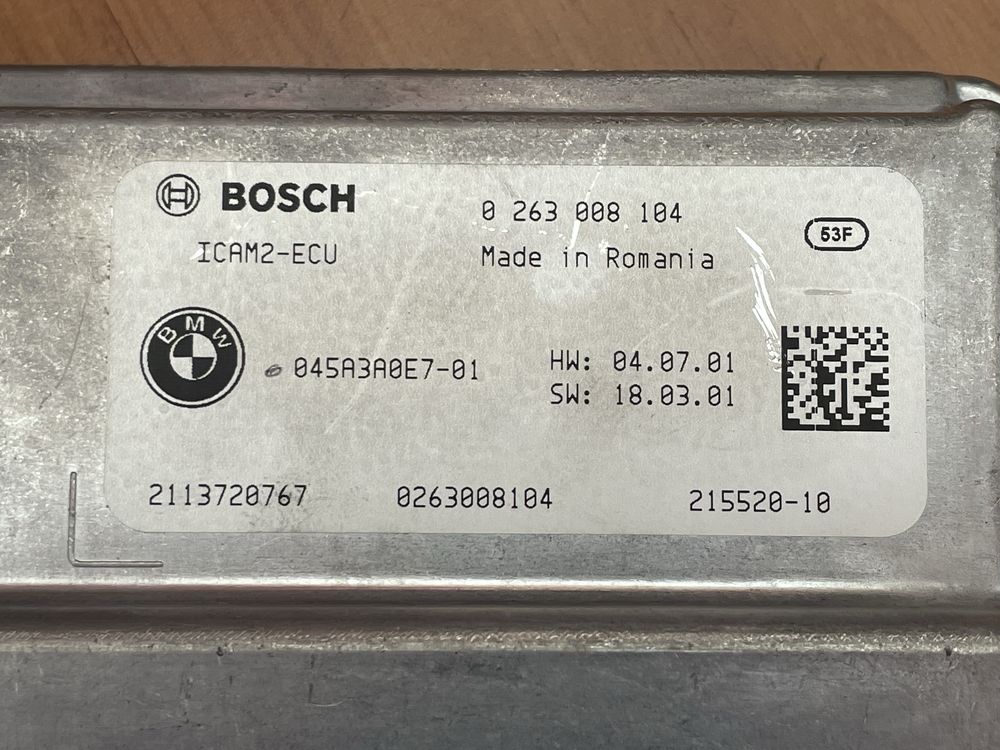 BOSCH 0 263 008 104
53F
ICAM2-ECU Made in Romania
BMW
045A3A0E7-01 HW: 04.07.01
SW: 18.03.01
2113720767 0263008104 215520-10